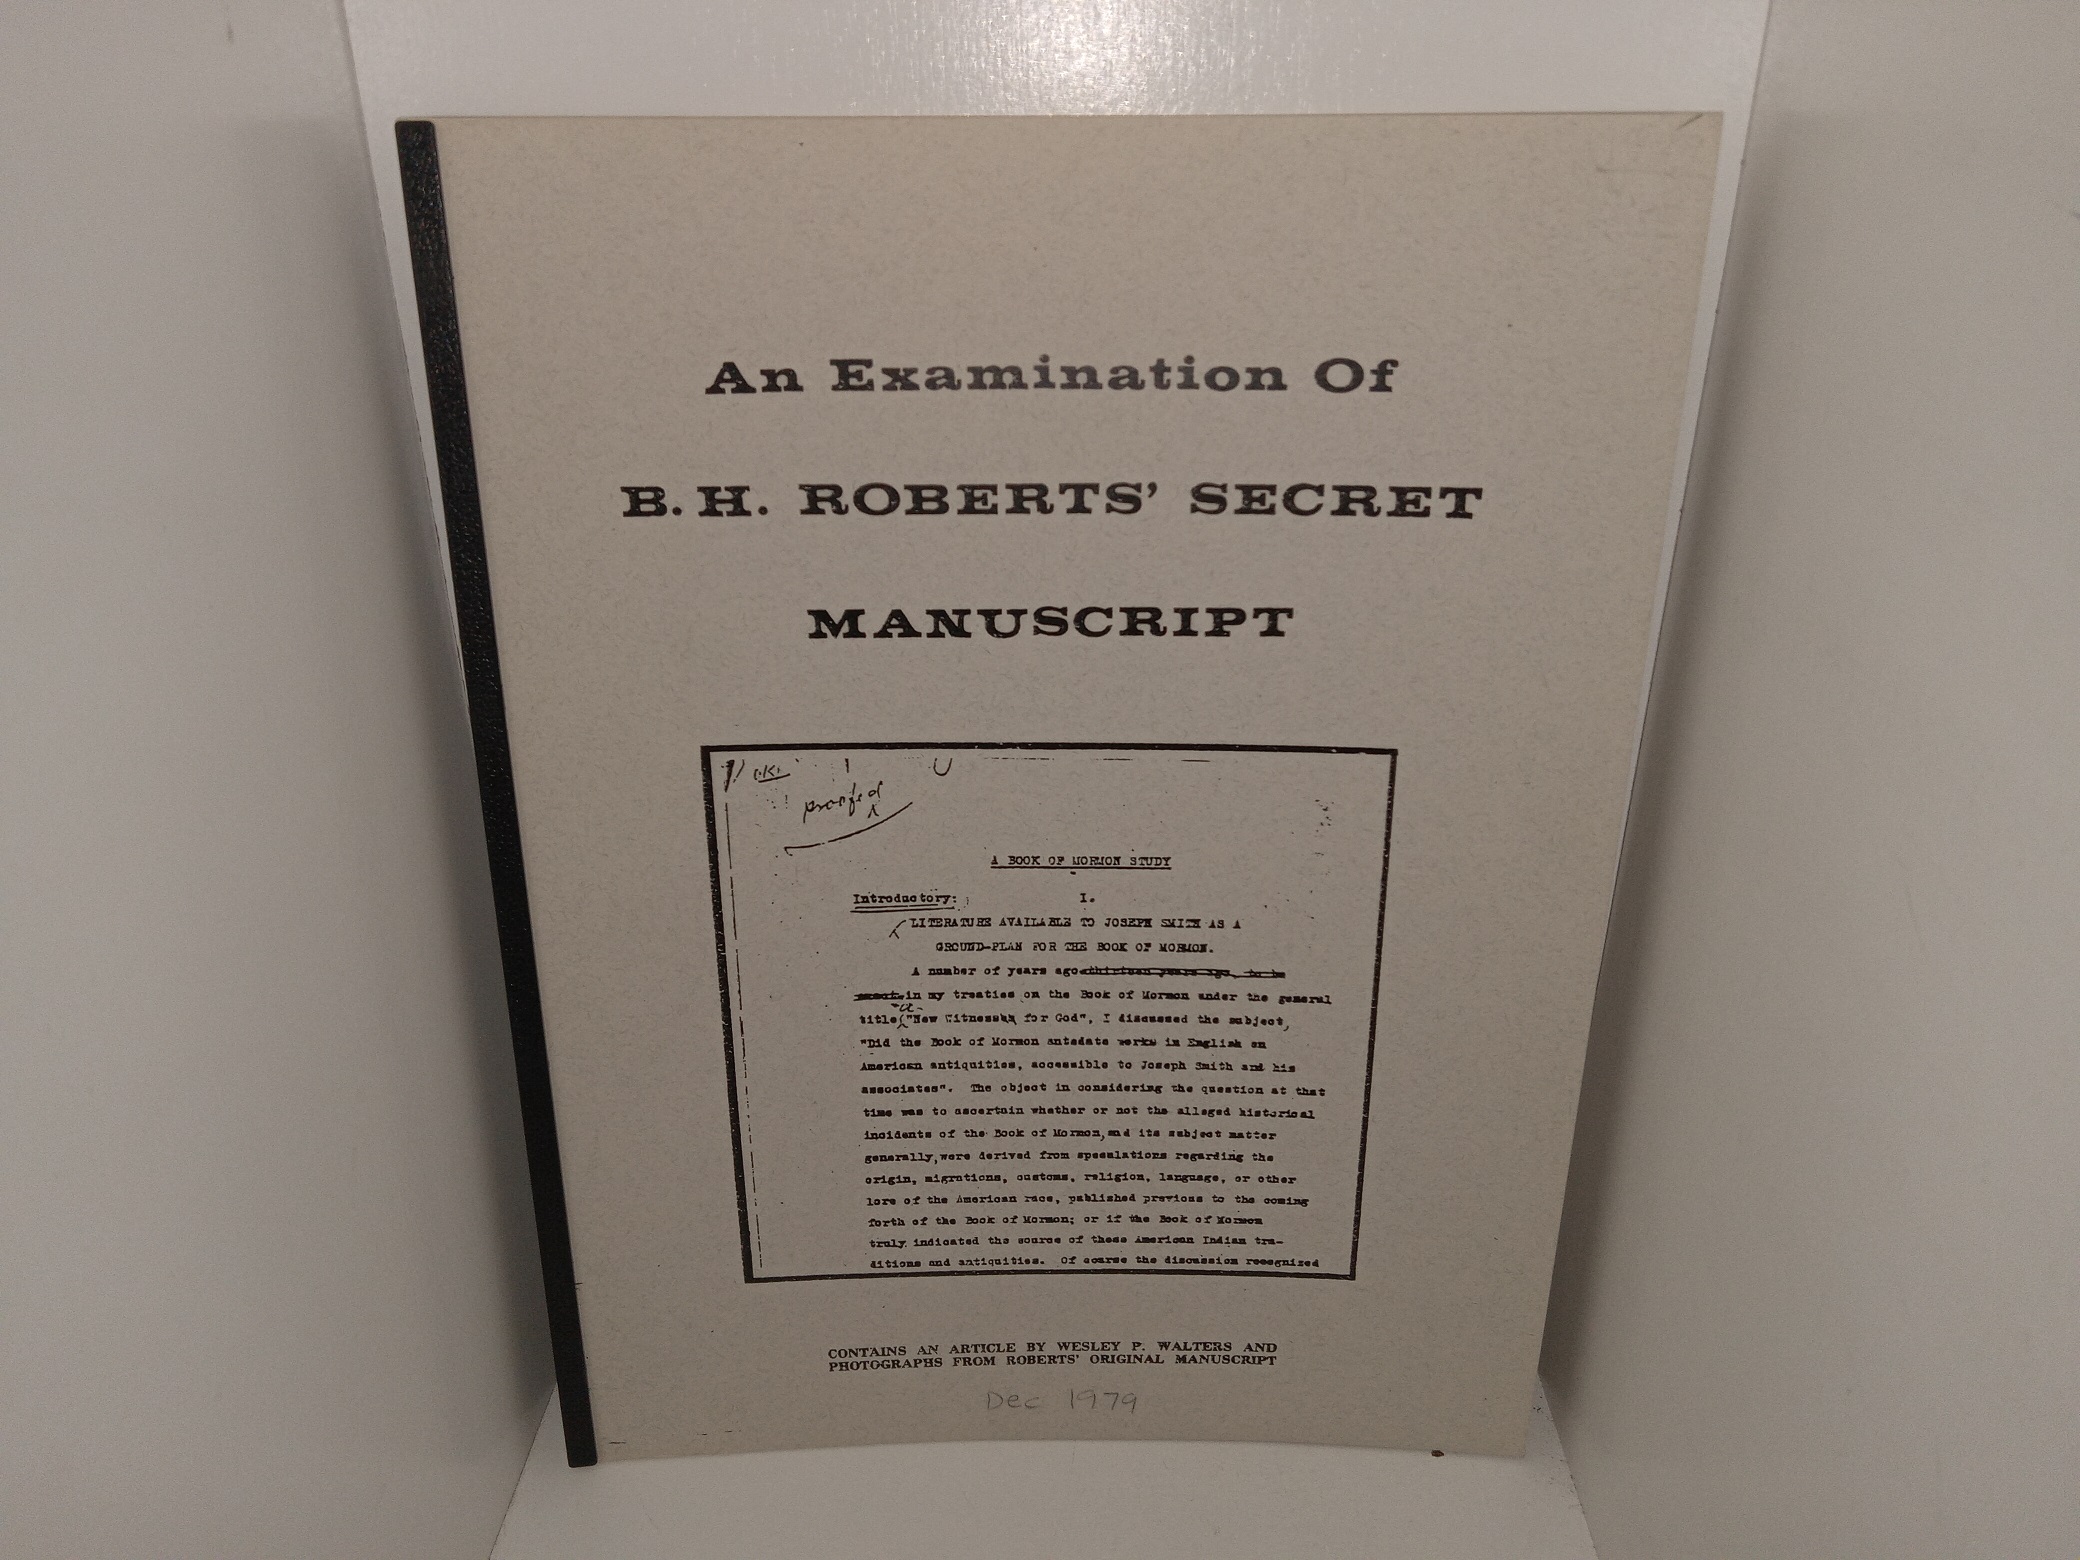 An Examination Of
B. H. ROBERTS' SECRET
MANUSCRIPT
O.K.
proofed
A BOOK OF MORMON STUDY
Introductory: I.
LITERATURE AVAILABLE TO JOSEPH SMITH AS A
GROUND-PLAN FOR THE BOOK OF MORMON.
A number of years ago thirteen years ago, to be
exact, in my treaties on the Book of Mormon under the general
title "New Witnesses for God", I discussed the subject,
"Did the Book of Mormon antedate works in English on
American antiquities, accessible to Joseph Smith and his
associates". The object in considering the question at that
time was to ascertain whether or not the alleged historical
incidents of the Book of Mormon, and its subject matter
generally, were derived from speculations regarding the
origin, migrations, customs, religion, language, or other
lore of the American race, published previous to the coming
forth of the Book of Mormon; or if the Book of Mormon
truly indicated the source of these American Indian tra-
ditions and antiquities. Of course the discussion recognized
CONTAINS AN ARTICLE BY WESLEY P. WALTERS AND
PHOTOGRAPHS FROM ROBERTS' ORIGINAL MANUSCRIPT
Dec 1979